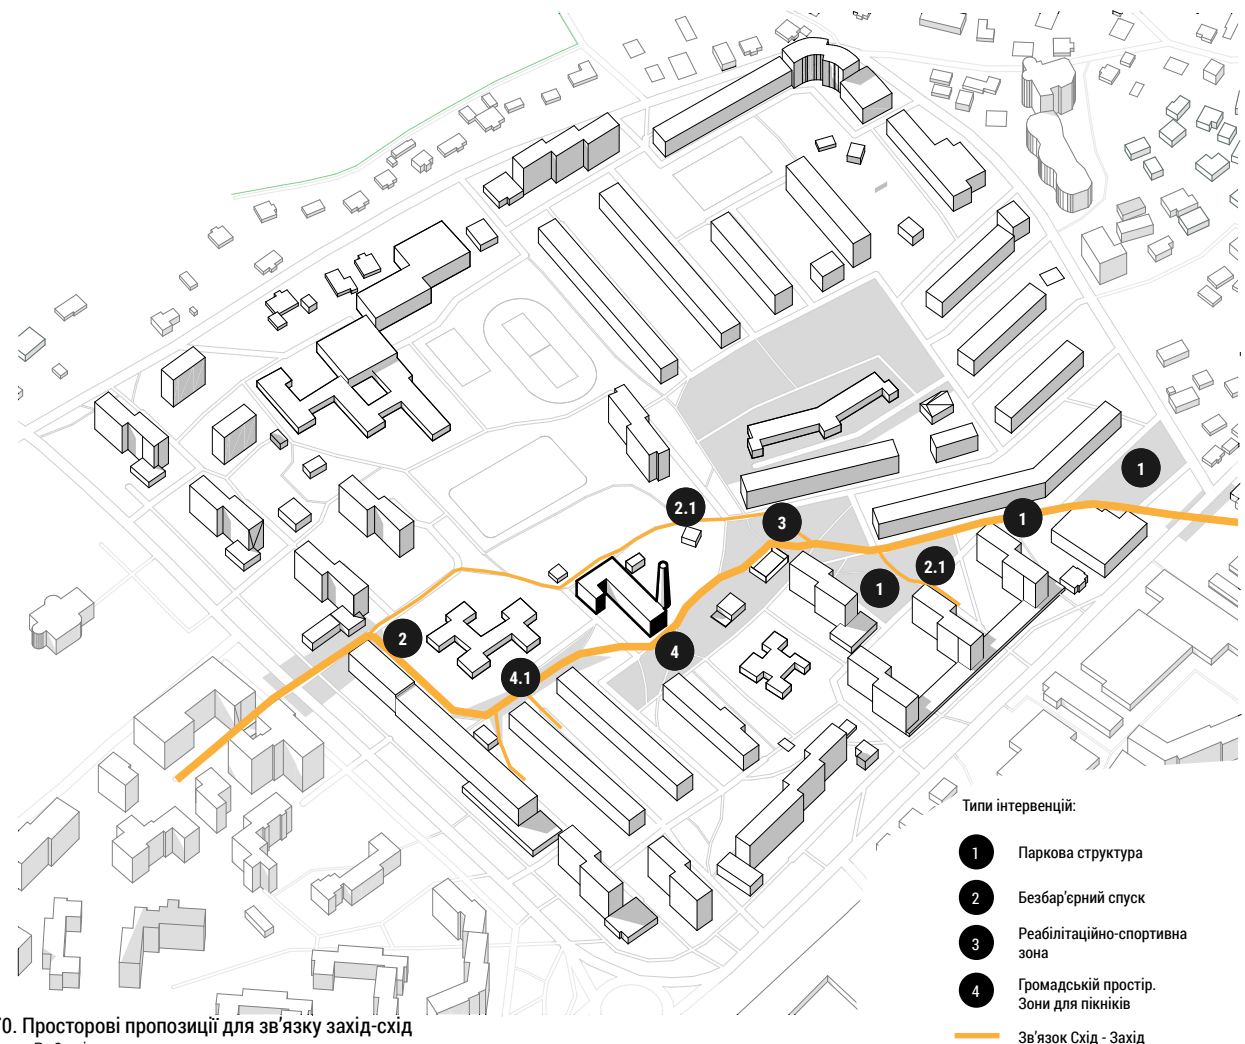 1
2.1
3
1
2.1
1
2
4
4.1
Типи інтервенцій:
1 Паркова структура
2 Безбар'єрний спуск
3 Реабілітаційно-спортивна
зона
4 Громадській простір.
Зони для пікніків
Зв'язок Схід - Захід
0. Просторові пропозиції для зв'язку захід-схід